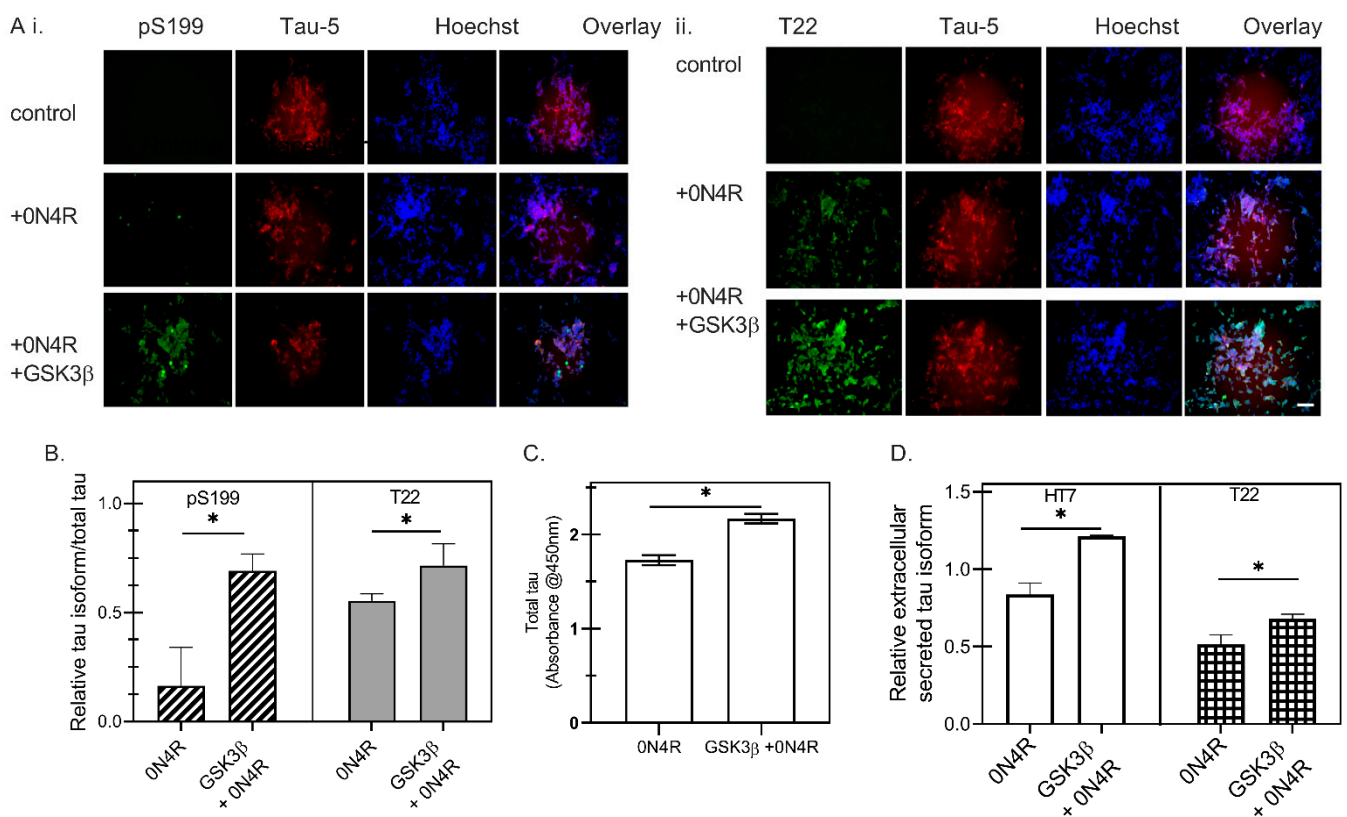 A i.
pS199 Tau-5 Hoechst Overlay
control
+0N4R
+0N4R
+GSK3β
ii.
T22 Tau-5 Hoechst Overlay
control
+0N4R
+0N4R
+GSK3β
B.
Relative tau isoform/total tau
1.0
0.5
0.0
pS199
*
T22
*
0N4R
GSK3β
+ 0N4R
0N4R
GSK3β
+ 0N4R
C.
Total tau
(Absorbance @450nm)
2
1
0
*
0N4R
GSK3β +0N4R
D.
Relative extracellular
secreted tau isoform
1.5
1.0
0.5
0.0
HT7
*
T22
*
0N4R
GSK3β
+ 0N4R
0N4R
GSK3β
+ 0N4R